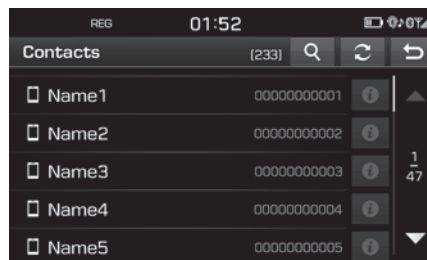 REG 01:52
Contacts (233)
Name1 00000000001
Name2 00000000002
Name3 00000000003
1
47
Name4 00000000004
Name5 00000000005